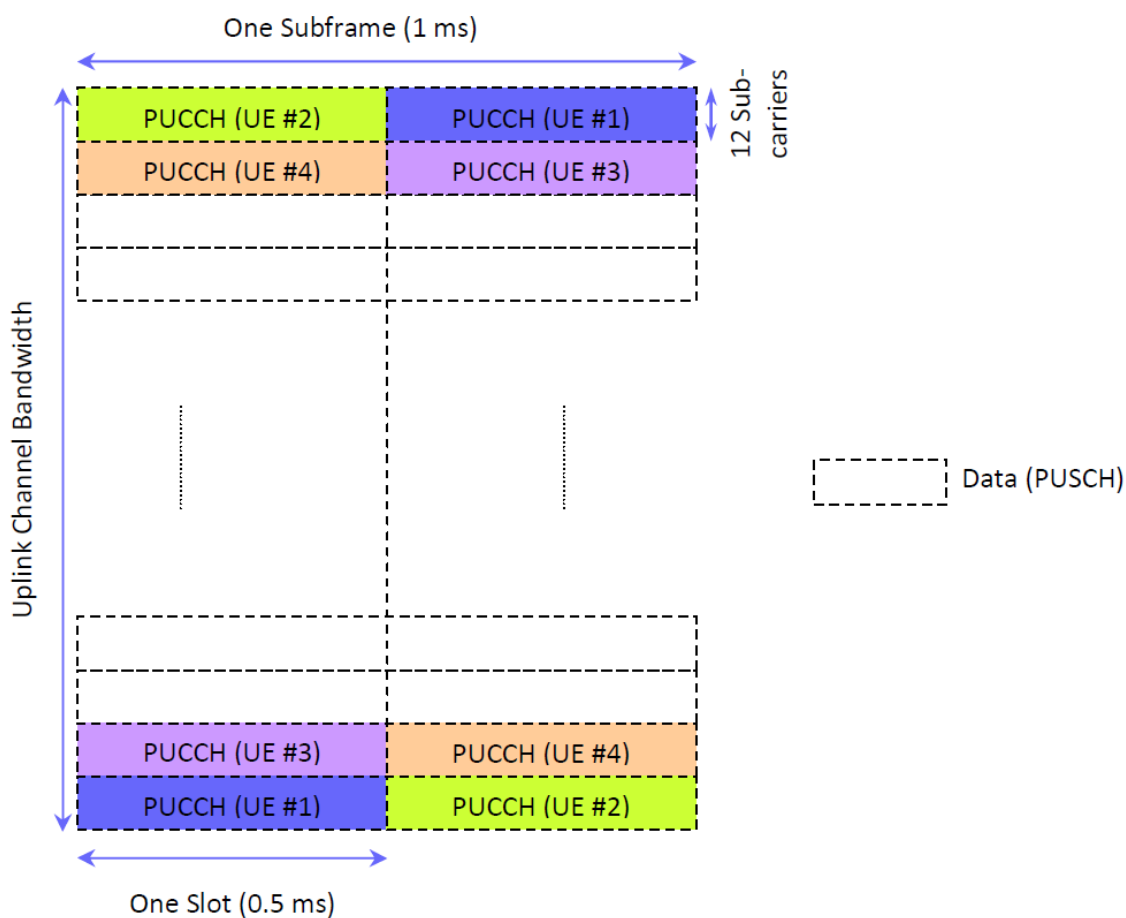 One Subframe (1 ms)
PUCCH (UE #2)
PUCCH (UE #1)
12 Sub-
carriers
PUCCH (UE #4)
PUCCH (UE #3)
Uplink Channel Bandwidth
Data (PUSCH)
PUCCH (UE #3)
PUCCH (UE #4)
PUCCH (UE #1)
PUCCH (UE #2)
One Slot (0.5 ms)